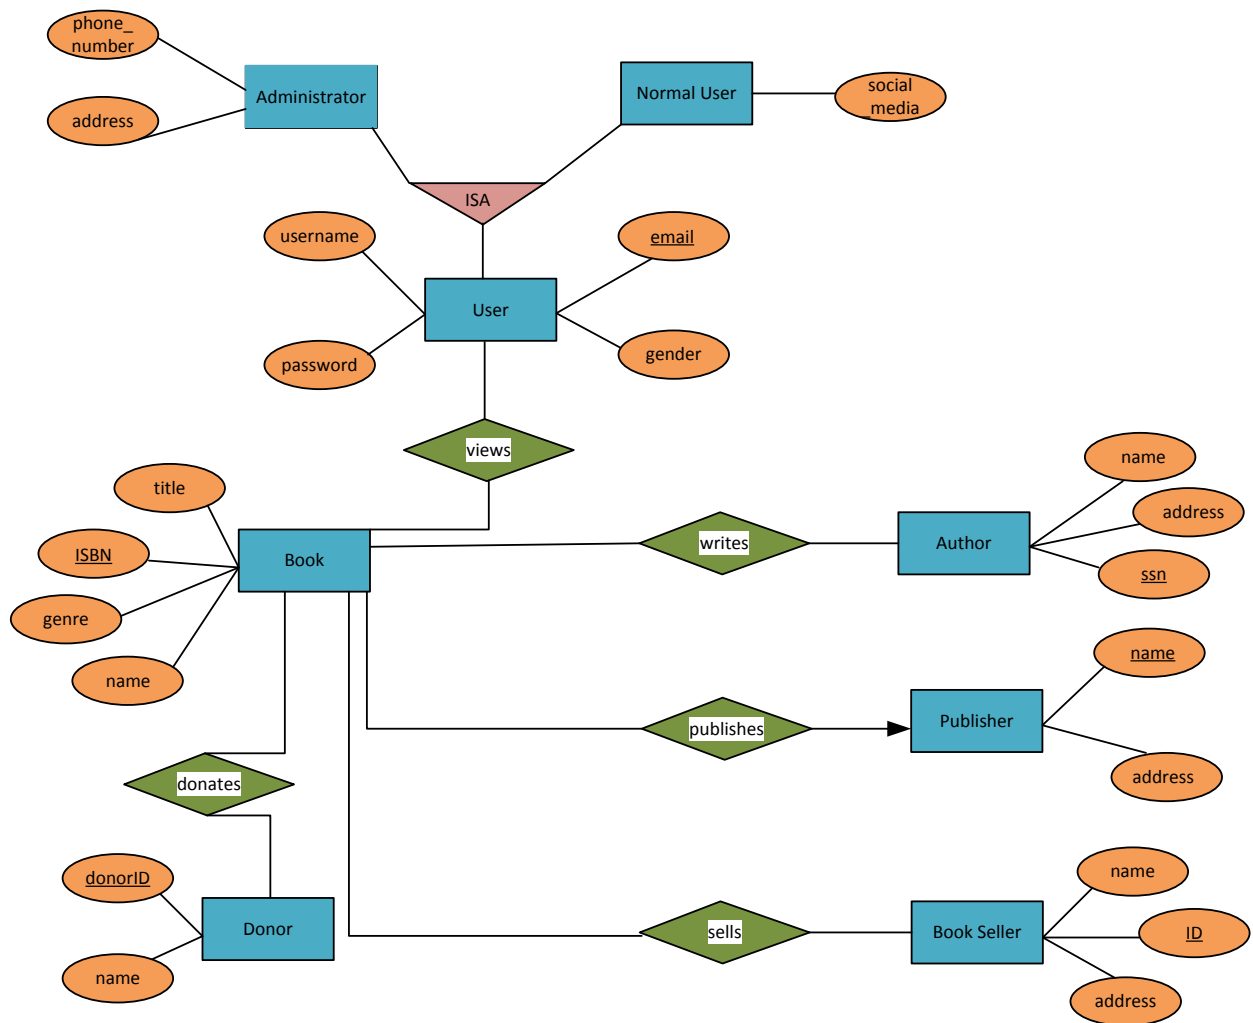 phone_
number
Administrator
address
Normal User
social
_media
ISA
username
email
User
password
gender
views
title
ISBN
Book
genre
name
writes
Author
name
address
ssn
publishes
Publisher
name
address
donates
donorID
Donor
name
sells
Book Seller
name
ID
address